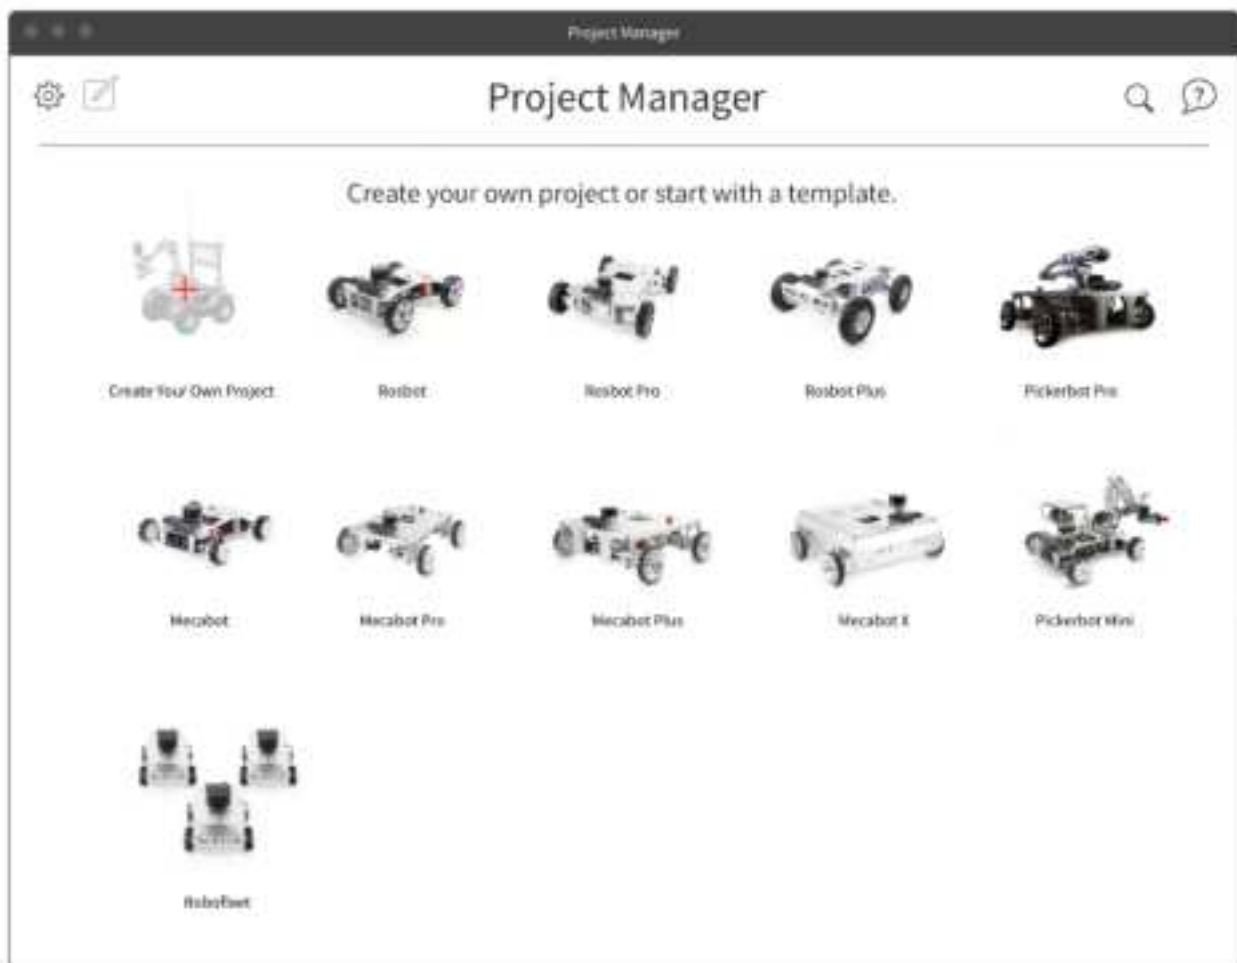 Project Manager
Project Manager
Create your own project or start with a template.
Create Your Own Project
Rosbot
Rosbot Pro
Rosbot Plus
Pickerbot Pro
Mecabot
Mecabot Pro
Mecabot Plus
Mecabot X
Pickerbot Mini
Robofleet